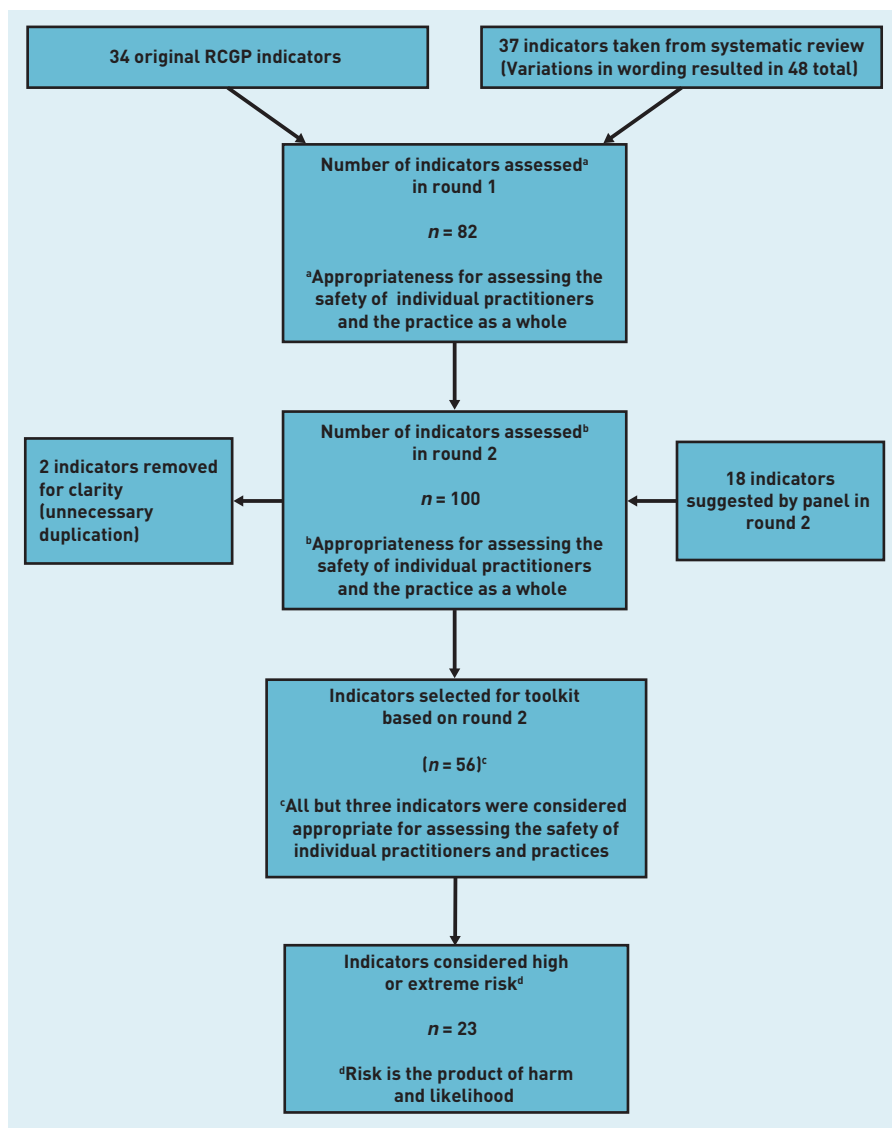 34 original RCGP indicators
37 indicators taken from systematic review
(Variations in wording resulted in 48 total)
Number of indicators assessedᵃ
in round 1
n = 82
ᵃAppropriateness for assessing the
safety of individual practitioners
and the practice as a whole
Number of indicators assessedᵇ
in round 2
n = 100
ᵇAppropriateness for assessing the
safety of individual practitioners
and the practice as a whole
2 indicators removed
for clarity
(unnecessary
duplication)
18 indicators
suggested by panel in
round 2
Indicators selected for toolkit
based on round 2
(n = 56)ᶜ
ᶜAll but three indicators were considered
appropriate for assessing the safety of
individual practitioners and practices
Indicators considered high
or extreme riskᵈ
n = 23
ᵈRisk is the product of harm
and likelihood